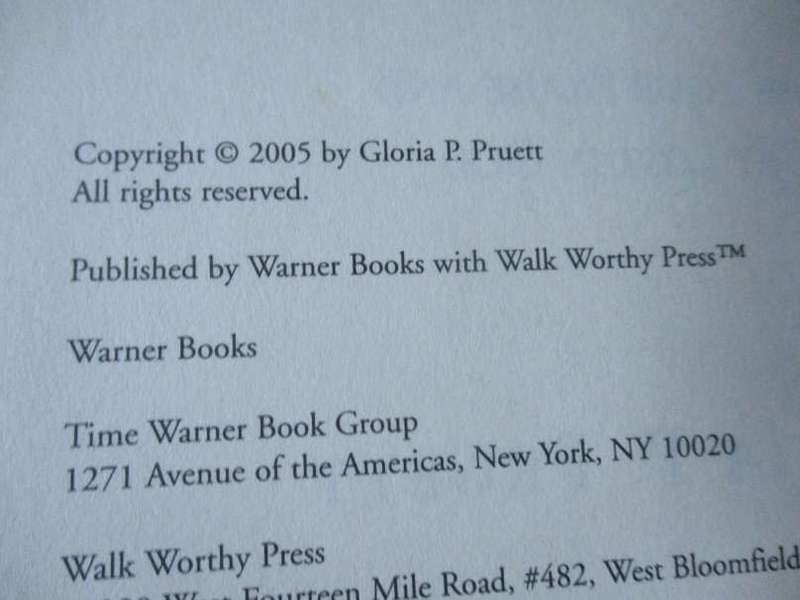 Copyright © 2005 by Gloria P. Pruett
All rights reserved.
Published by Warner Books with Walk Worthy Press™
Warner Books
Time Warner Book Group
1271 Avenue of the Americas, New York, NY 10020
Walk Worthy Press
West Fourteen Mile Road, #482, West Bloomfield